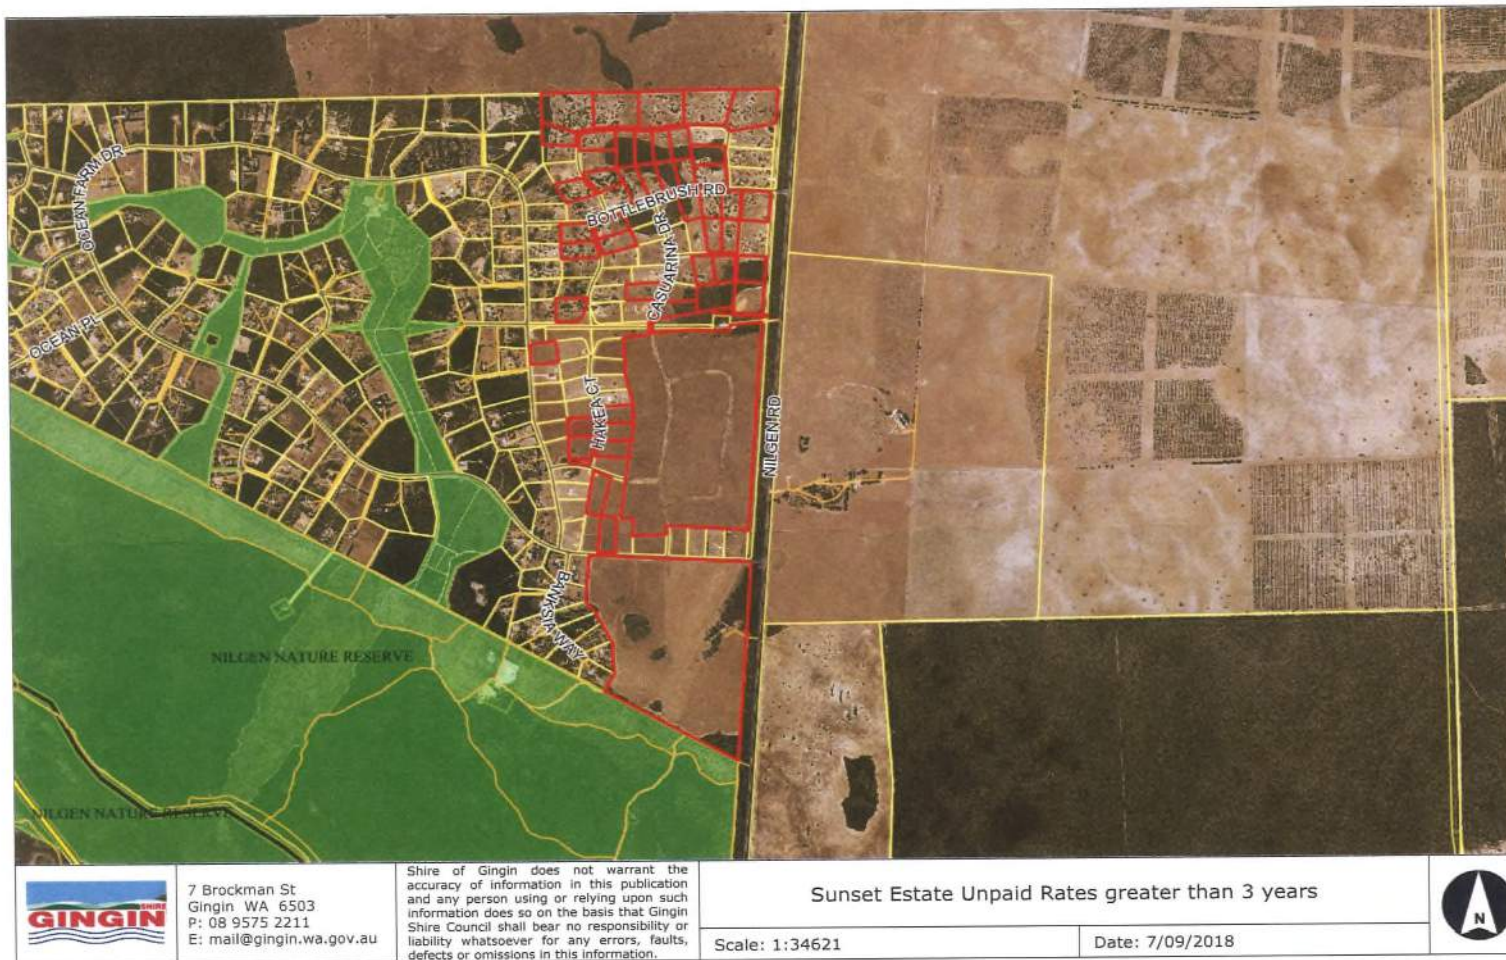 OCEAN FARM DR
BOTTLEBRUSH RD
CASUARINA DR
OCEAN PL
HAKEA CT
NILGEN RD
BANKSIA WAY
NILGEN NATURE RESERVE
NILGEN NATURE RESERVE
SHIRE
GINGIN
7 Brockman St
Gingin WA 6503
P: 08 9575 2211
E: mail@gingin.wa.gov.au
Shire of Gingin does not warrant the
accuracy of information in this publication
and any person using or relying upon such
information does so on the basis that Gingin
Shire Council shall bear no responsibility or
liability whatsoever for any errors, faults,
defects or omissions in this information.
Sunset Estate Unpaid Rates greater than 3 years
Scale: 1:34621
Date: 7/09/2018
N